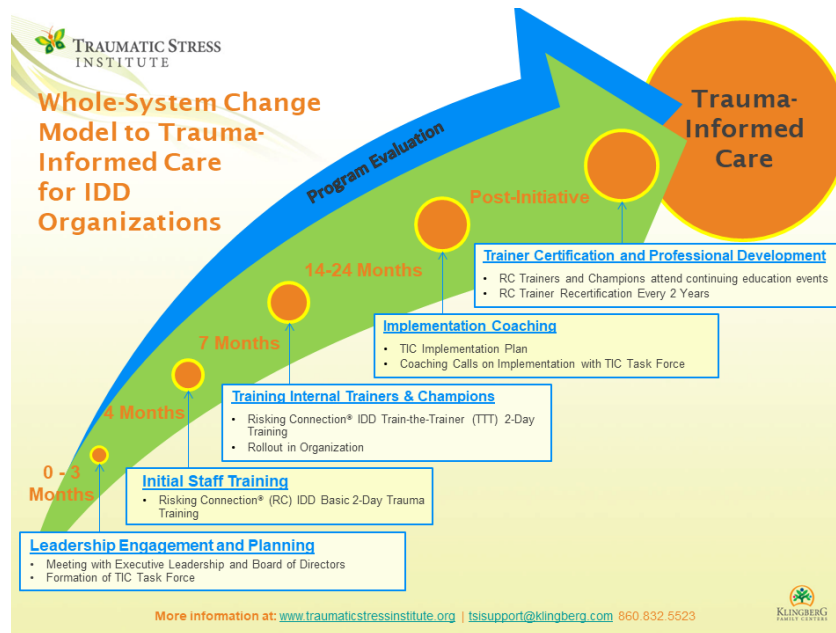 TRAUMATIC STRESS
INSTITUTE
Whole-System Change
Model to Trauma-
Informed Care
for IDD
Organizations
Program Evaluation
Trauma-
Informed
Care
Post-Initiative
Trainer Certification and Professional Development
• RC Trainers and Champions attend continuing education events
• RC Trainer Recertification Every 2 Years
14-24 Months
Implementation Coaching
• TIC Implementation Plan
• Coaching Calls on Implementation with TIC Task Force
7 Months
Training Internal Trainers & Champions
• Risking Connection® IDD Train-the-Trainer (TTT) 2-Day
Training
• Rollout in Organization
4 Months
Initial Staff Training
• Risking Connection® (RC) IDD Basic 2-Day Trauma
Training
0 - 3
Months
Leadership Engagement and Planning
• Meeting with Executive Leadership and Board of Directors
• Formation of TIC Task Force
More information at: www.traumaticstressinstitute.org | tsisupport@klingberg.com 860.832.5523
KLINGBERG
FAMILY CENTERS